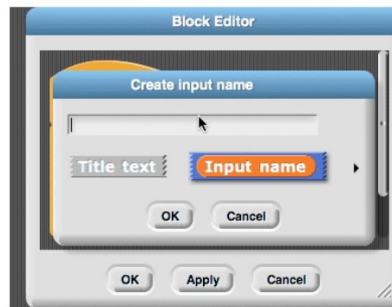 Block Editor
Create input name
Title text
Input name
OK
Cancel
OK
Apply
Cancel